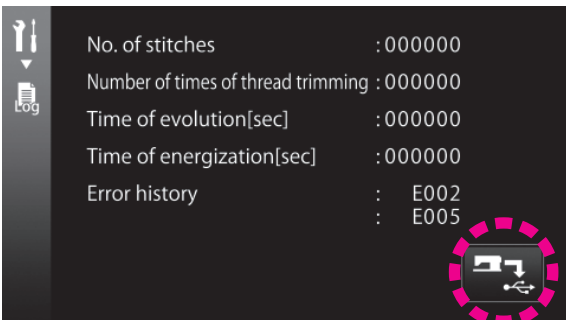 No. of stitches :000000
Number of times of thread trimming :000000
Log
Time of evolution[sec] :000000
Time of energization[sec] :000000
Error history : E002
: E005